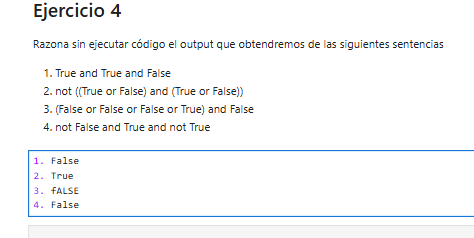 Ejercicio 4
Razona sin ejecutar código el output que obtendremos de las siguientes sentencias
1. True and True and False
2. not ((True or False) and (True or False))
3. (False or False or False or True) and False
4. not False and True and not True
1. False
2. True
3. fALSE
4. False